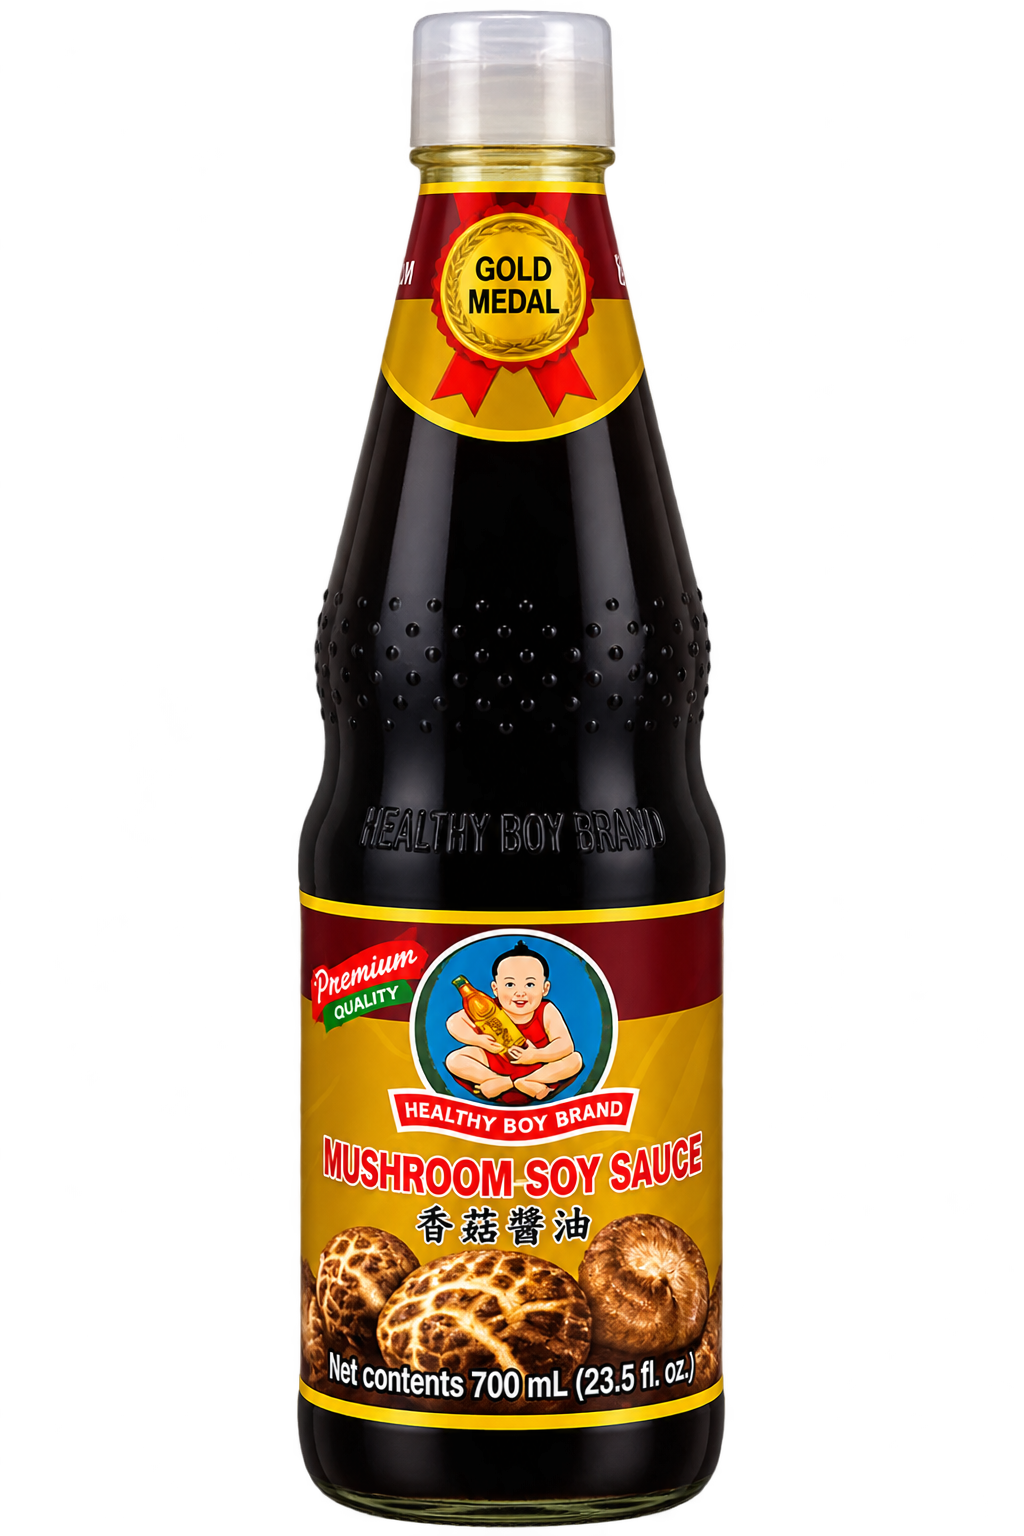 GOLD
MEDAL
HEALTHY BOY BRAND
Premium
QUALITY
HEALTHY BOY BRAND
MUSHROOM SOY SAUCE
香菇醬油
Net contents 700 mL (23.5 fl. oz.)